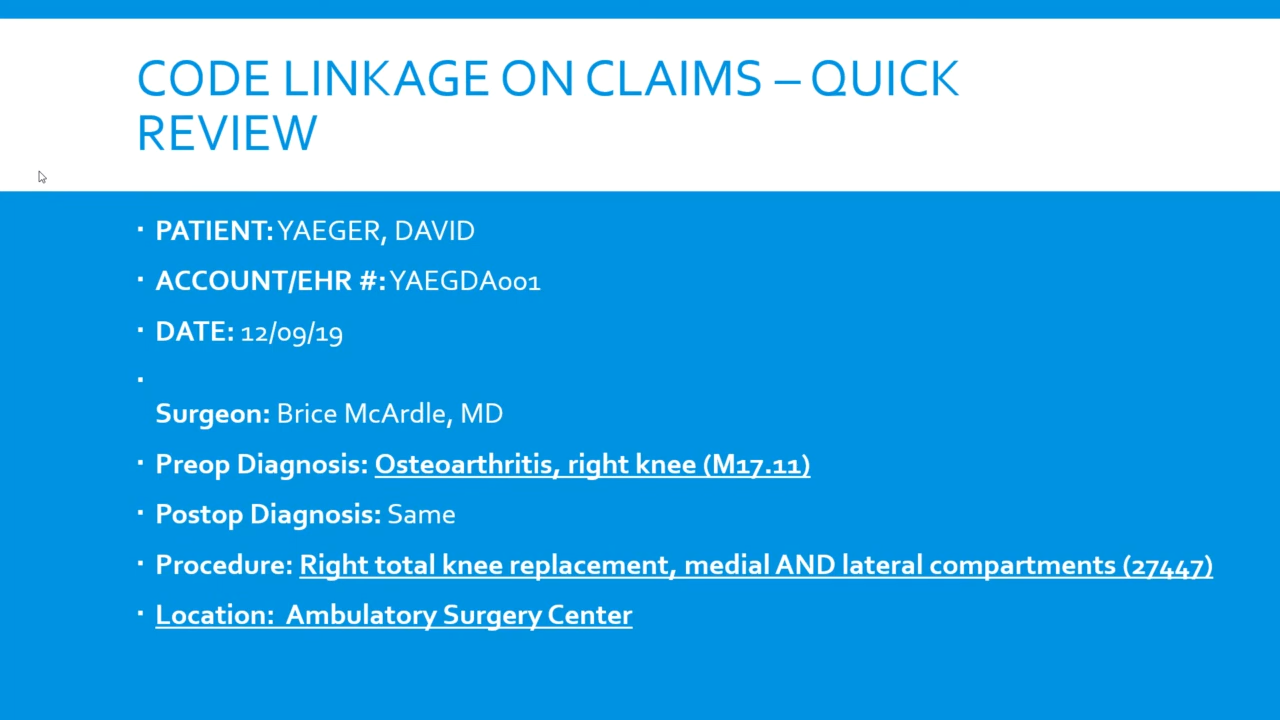 CODE LINKAGE ON CLAIMS – QUICK
REVIEW
▪ PATIENT: YAEGER, DAVID
▪ ACCOUNT/EHR #: YAEGDA001
▪ DATE: 12/09/19
▪
Surgeon: Brice McArdle, MD
▪ Preop Diagnosis: Osteoarthritis, right knee (M17.11)
▪ Postop Diagnosis: Same
▪ Procedure: Right total knee replacement, medial AND lateral compartments (27447)
▪ Location:  Ambulatory Surgery Center